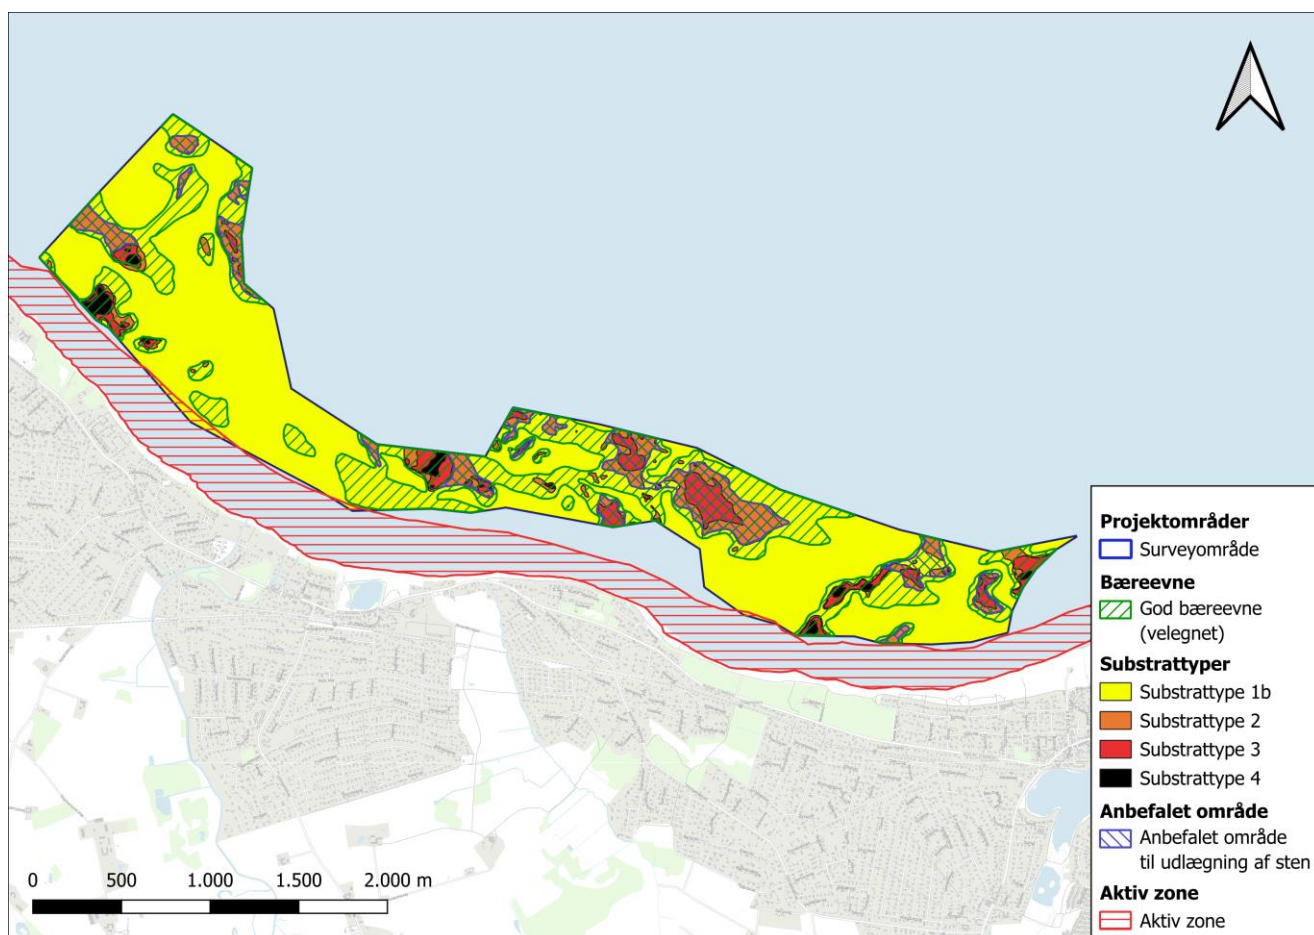 Projektområder
Surveyområde
Bæreevne
God bæreevne
(velegnet)
Substrattyper
Substrattype 1b
Substrattype 2
Substrattype 3
Substrattype 4
Anbefalet område
Anbefalet område
til udlægning af sten
Aktiv zone
Aktiv zone
0 500 1.000 1.500 2.000 m